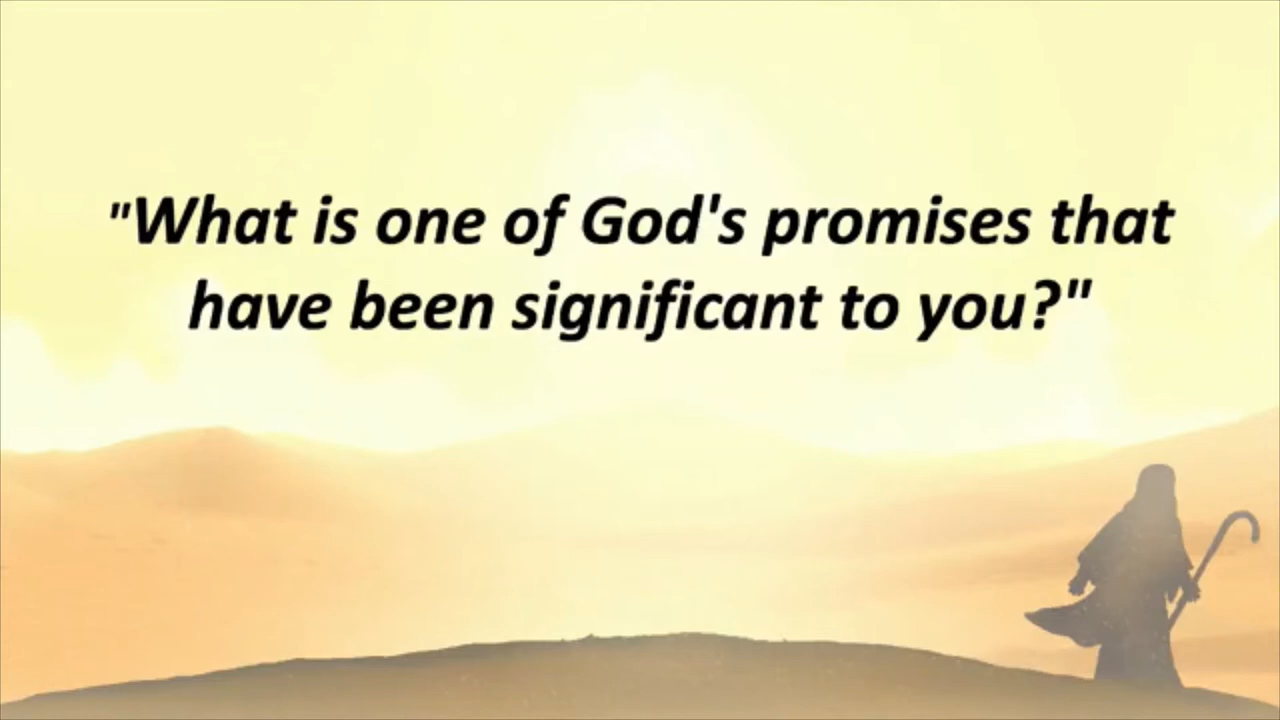 "What is one of God's promises that
have been significant to you?"